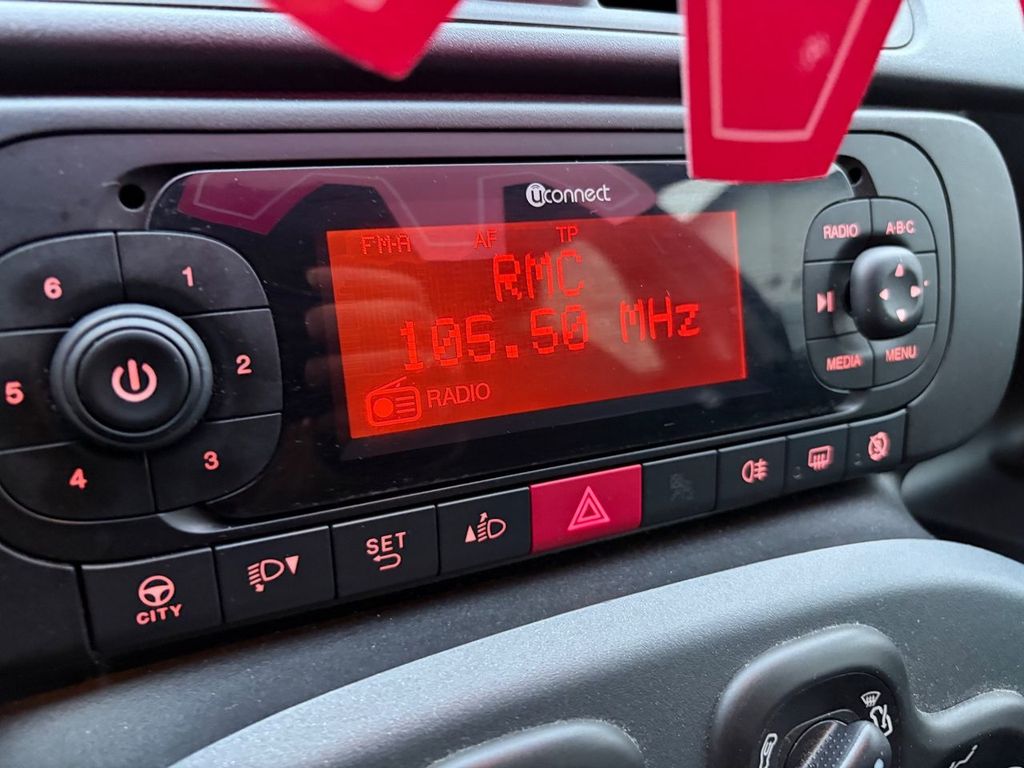 uconnect
FM-A AF TP
RMC
105.50 MHz
RADIO
6
1
5
2
4
3
RADIO
A·B·C
MEDIA
MENU
CITY
SET